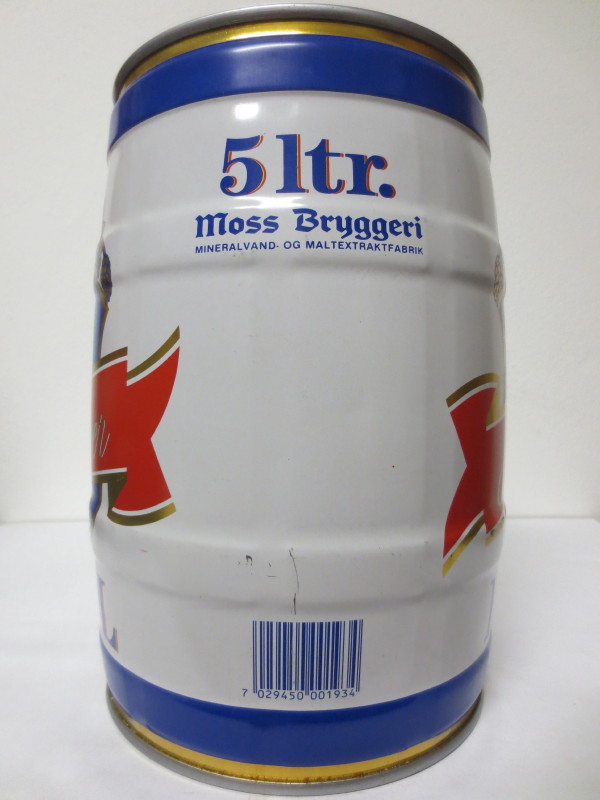 5 ltr.
Moss Bryggeri
MINERALVAND- OG MALTEXTRAKTFABRIK
n
L
7 029450 001934